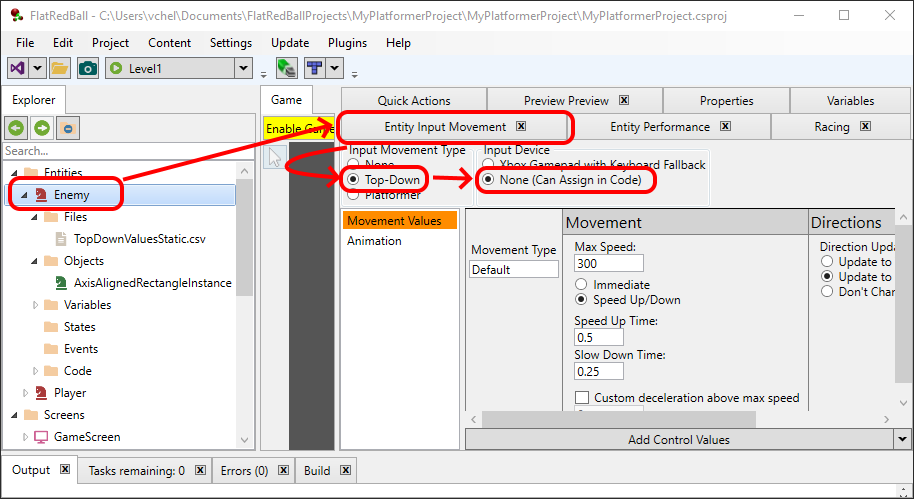 FlatRedBall - C:\Users\vchel\Documents\FlatRedBallProjects\MyPlatformerProject\MyPlatformerProject\MyPlatformerProject.csproj
File Edit Project Content Settings Update Plugins Help
Level1
Explorer
Search...
Entities
Enemy
Files
TopDownValuesStatic.csv
Objects
AxisAlignedRectangleInstance
Variables
States
Events
Code
Player
Screens
GameScreen
Game
Enable Game
Quick Actions Preview Preview Properties Variables
Entity Input Movement Entity Performance Racing
Input Movement Type
None
Top-Down
Platformer
Input Device
Xbox Gamepad with Keyboard Fallback
None (Can Assign in Code)
Movement Values
Animation
Movement Type
Default
Movement
Max Speed:
300
Immediate
Speed Up/Down
Speed Up Time:
0.5
Slow Down Time:
0.25
Custom deceleration above max speed
Directions
Direction Upda
Update to
Update to
Don't Chan
Add Control Values
Output Tasks remaining: 0 Errors (0) Build